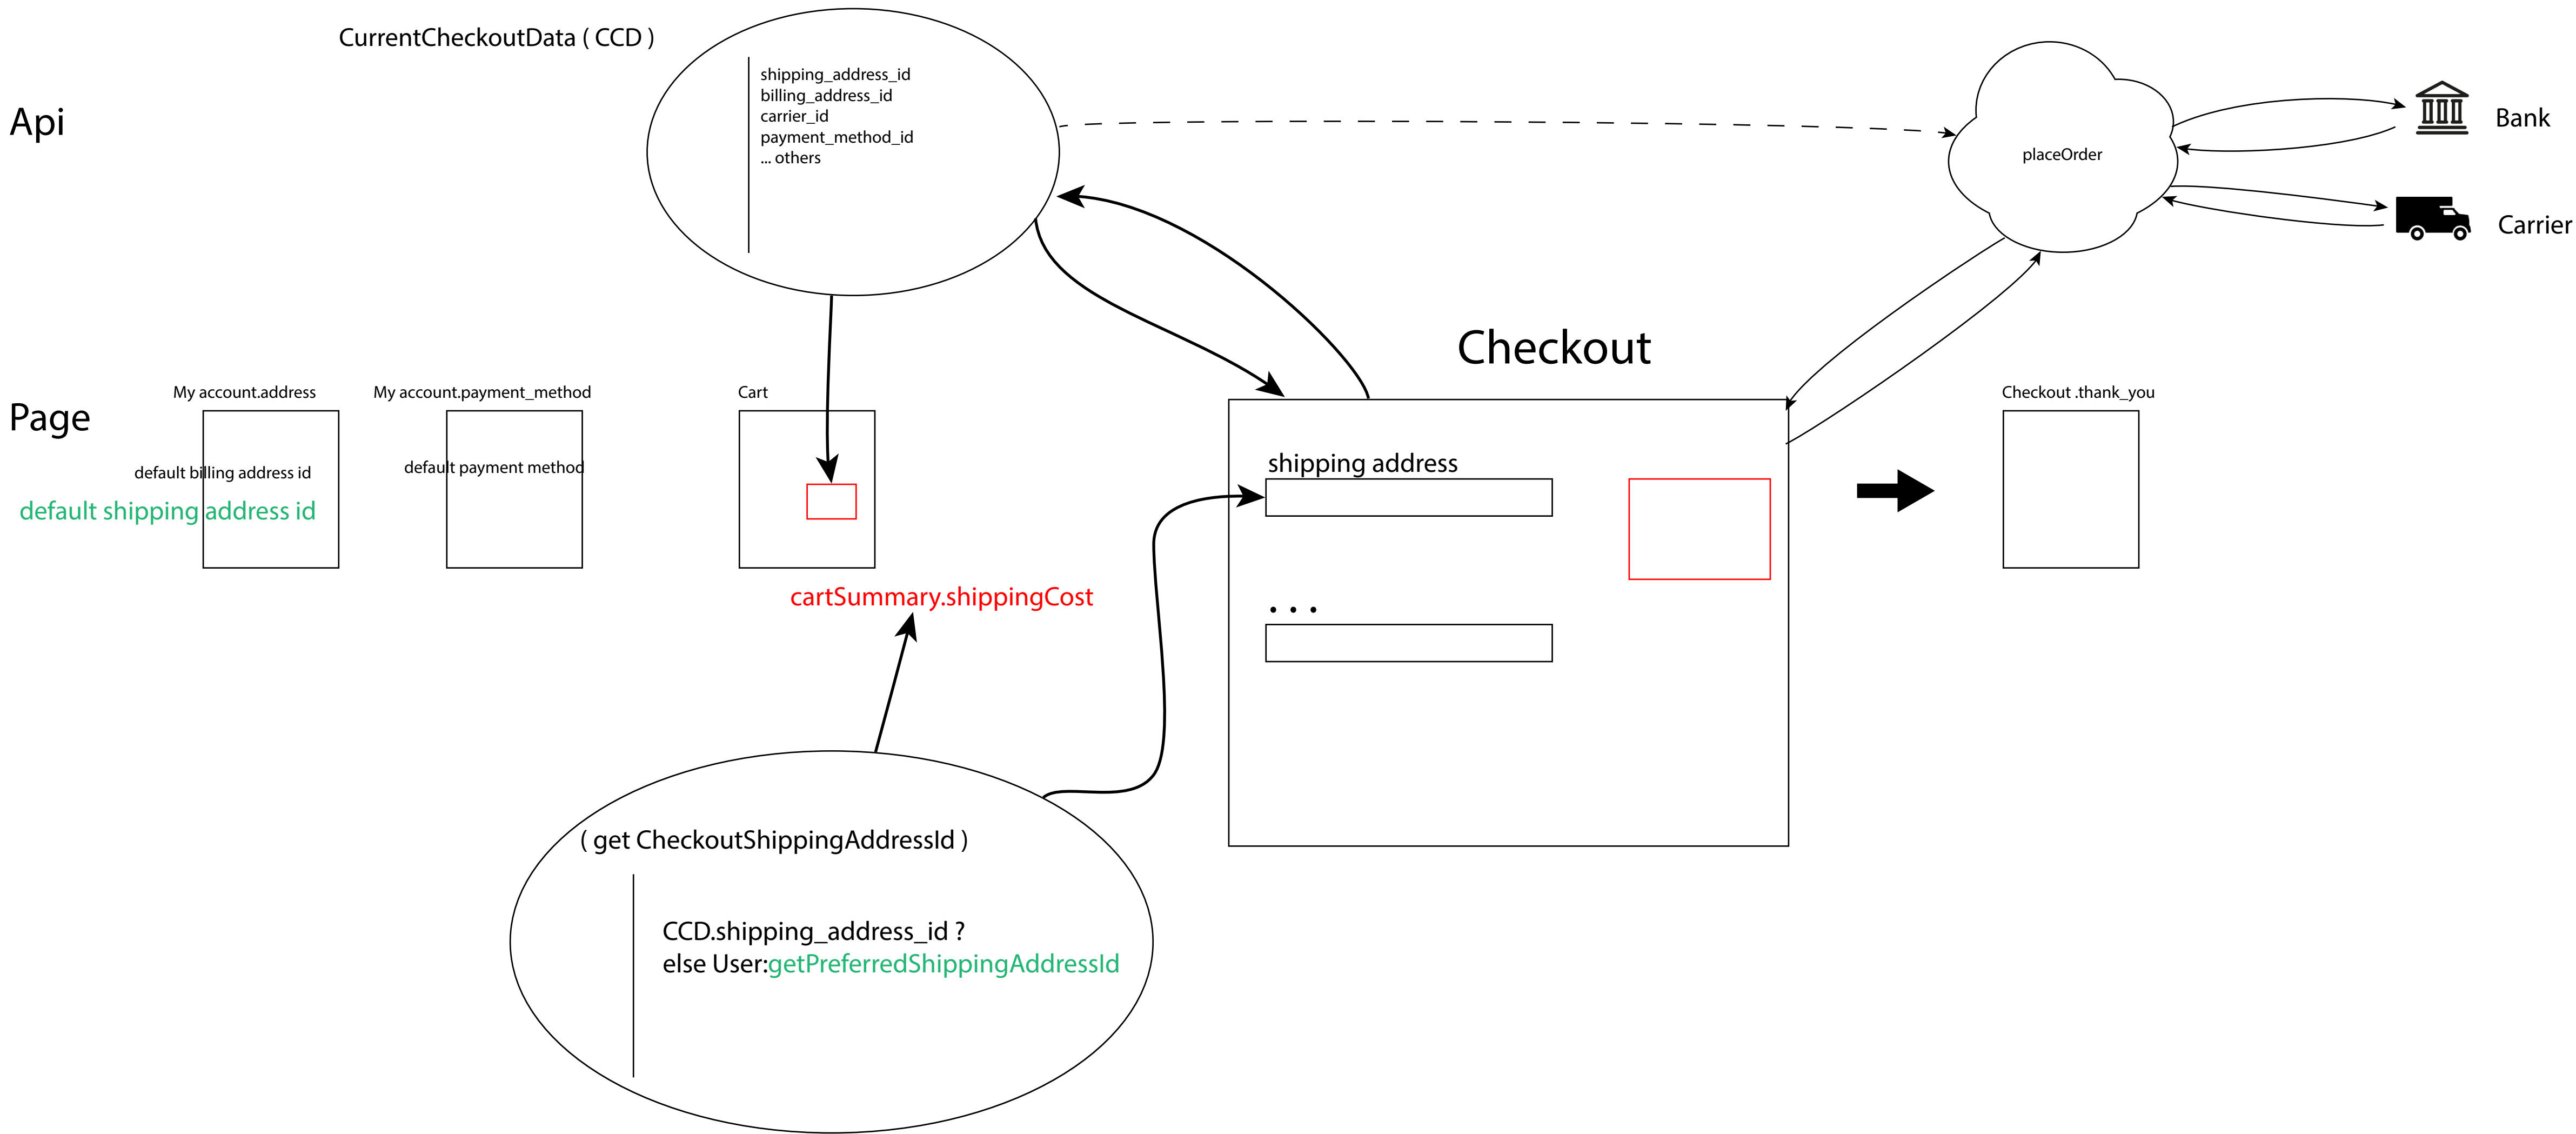 CurrentCheckoutData ( CCD )
shipping_address_id
billing_address_id
carrier_id
payment_method_id
... others
Api
placeOrder
Bank
Carrier
Checkout
Page
My account.address
My account.payment_method
Cart
Checkout .thank_you
default billing address id
default shipping address id
default payment method
shipping address
cartSummary.shippingCost
. . .
( get CheckoutShippingAddressId )
CCD.shipping_address_id ?
else User:getPreferredShippingAddressId